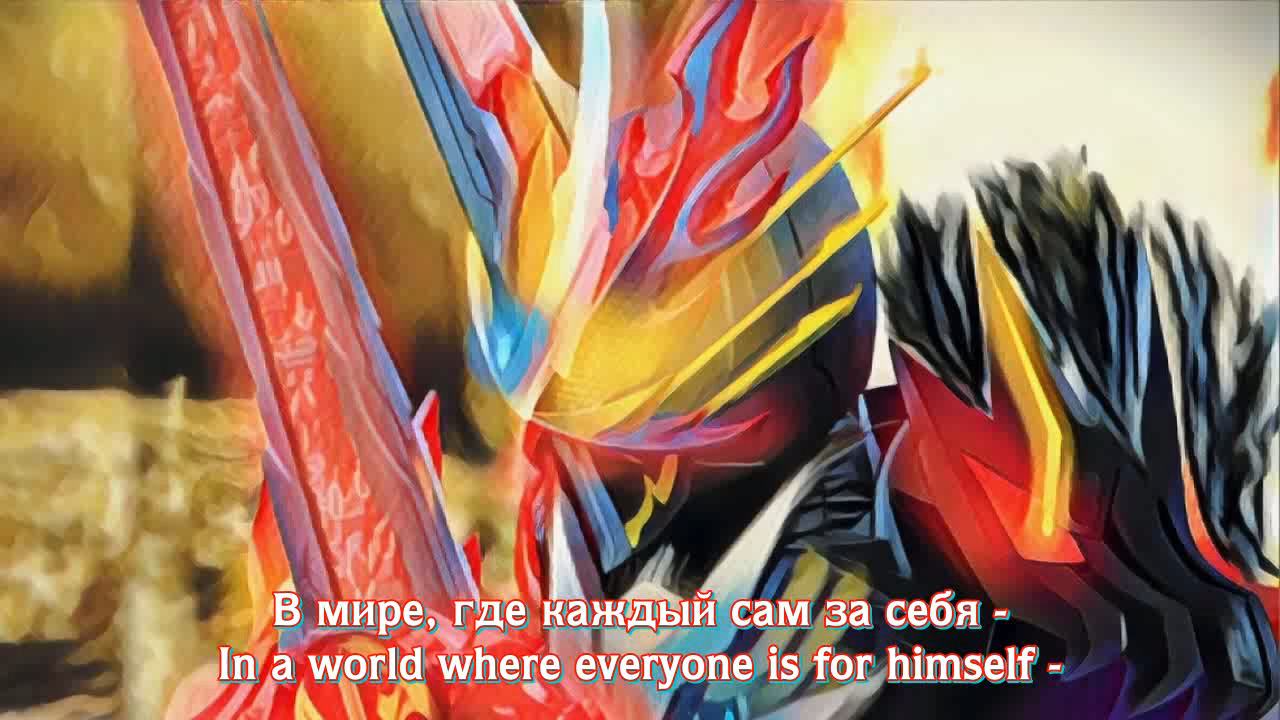 В мире, где каждый сам за себя -
In a world where everyone is for himself -